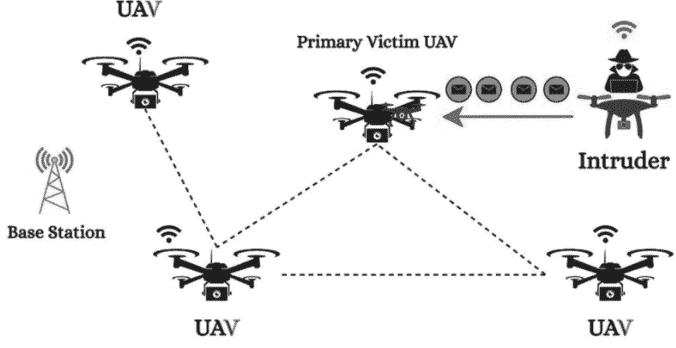 UAV
Primary Victim UAV
Intruder
Base Station
UAV
UAV